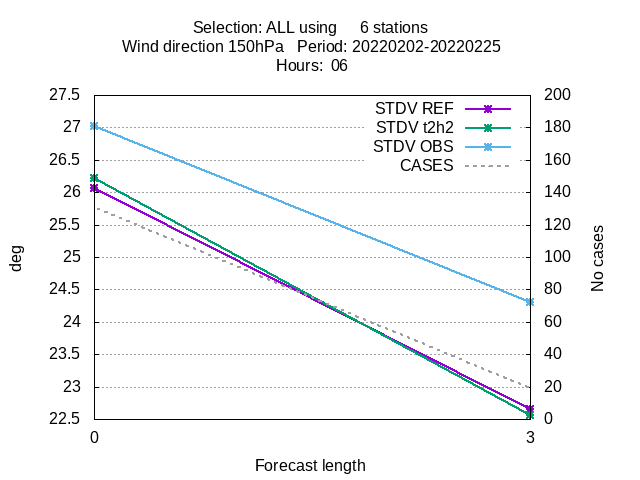 Selection: ALL using 6 stations
Wind direction 150hPa Period: 20220202-20220225
Hours: 06
27.5
27
26.5
26
25.5
25
24.5
24
23.5
23
22.5
200
180
160
140
120
100
80
60
40
20
0
STDV REF
STDV t2h2
STDV OBS
CASES
deg
No cases
0
3
Forecast length